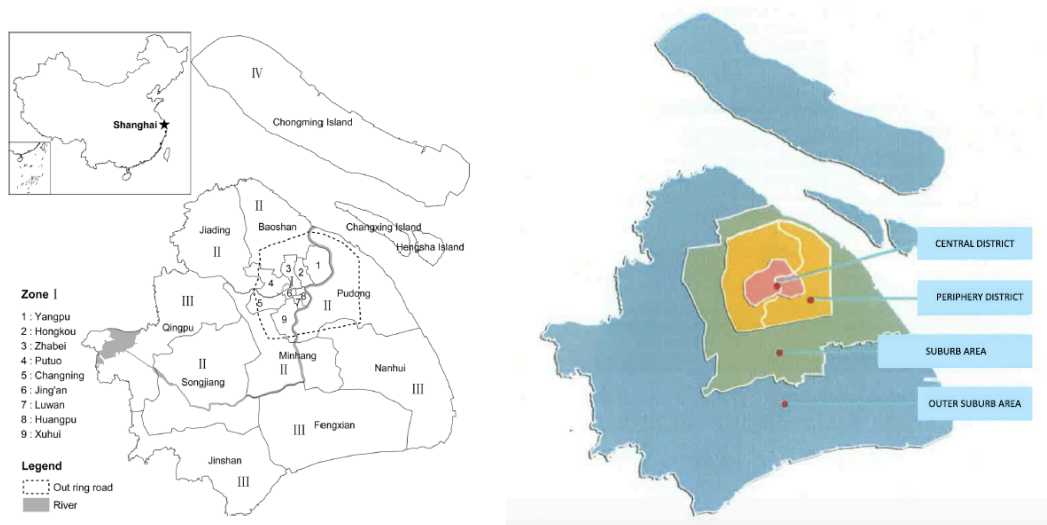 Shanghai
IV
Chongming Island
II
Jiading
II
Baoshan
Changxing Island
Hengsha Island
III
Qingpu
3
2
1
4
6
5
8
7
9
Pudong
II
II
Songjiang
Minhang
II
Nanhui
III
III
Fengxian
Jinshan
III
Zone I
1 : Yangpu
2 : Hongkou
3 : Zhabei
4 : Putuo
5 : Changning
6 : Jing'an
7 : Luwan
8 : Huangpu
9 : Xuhui
Legend
Out ring road
River
CENTRAL DISTRICT
PERIPHERY DISTRICT
SUBURB AREA
OUTER SUBURB AREA